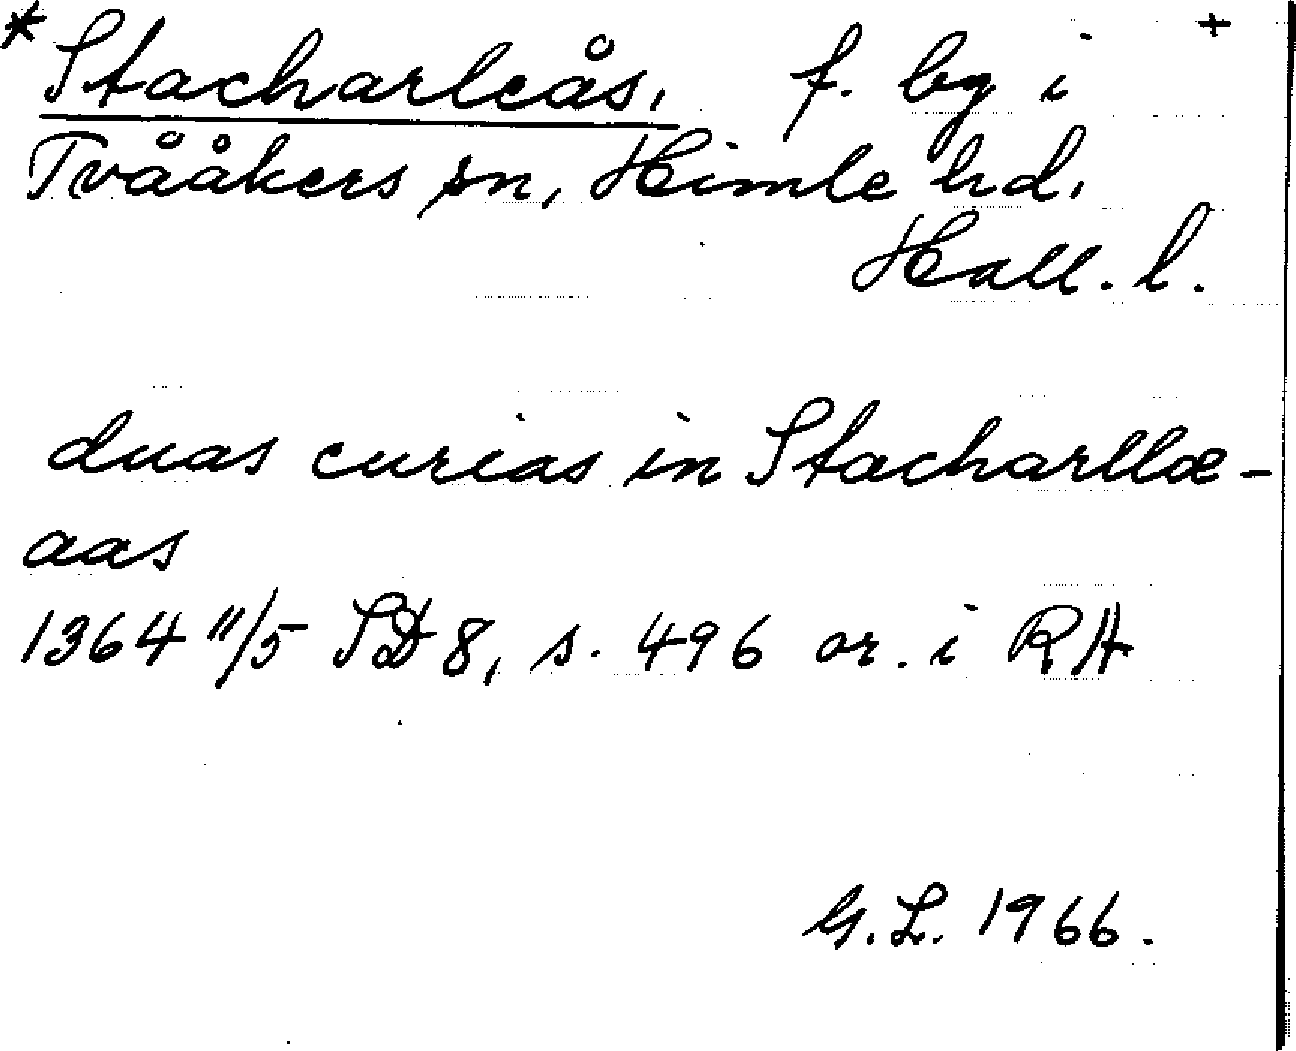 *Stacharleås, f. bg i +
Tvååkers sn, Himle hd,
Hall. l.
duas curias in Stacharllæ-
aas
1364 11/5 SD 8, s. 496 or. i RA
G.L. 1966.